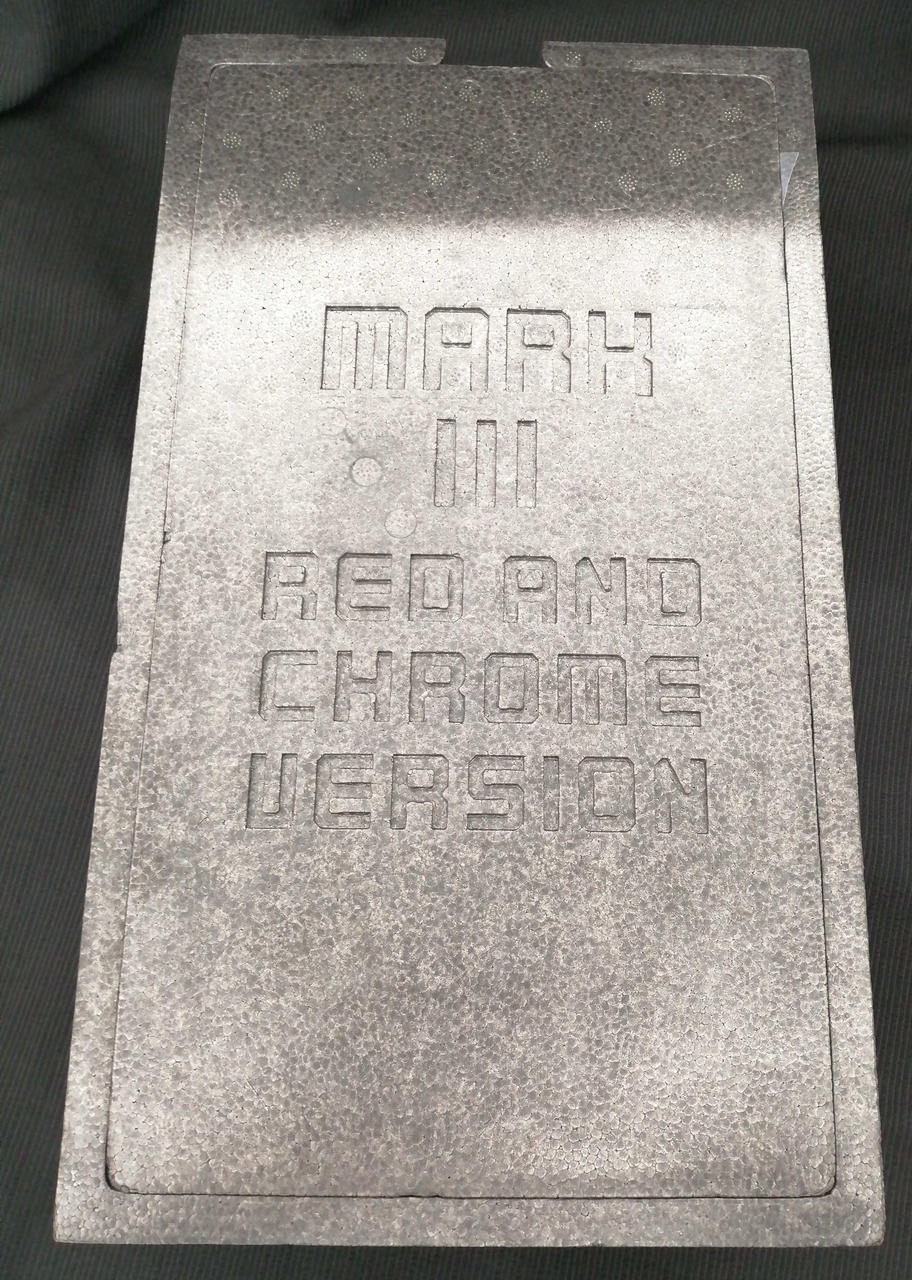 MARK
III
RED AND
CHROME
VERSION